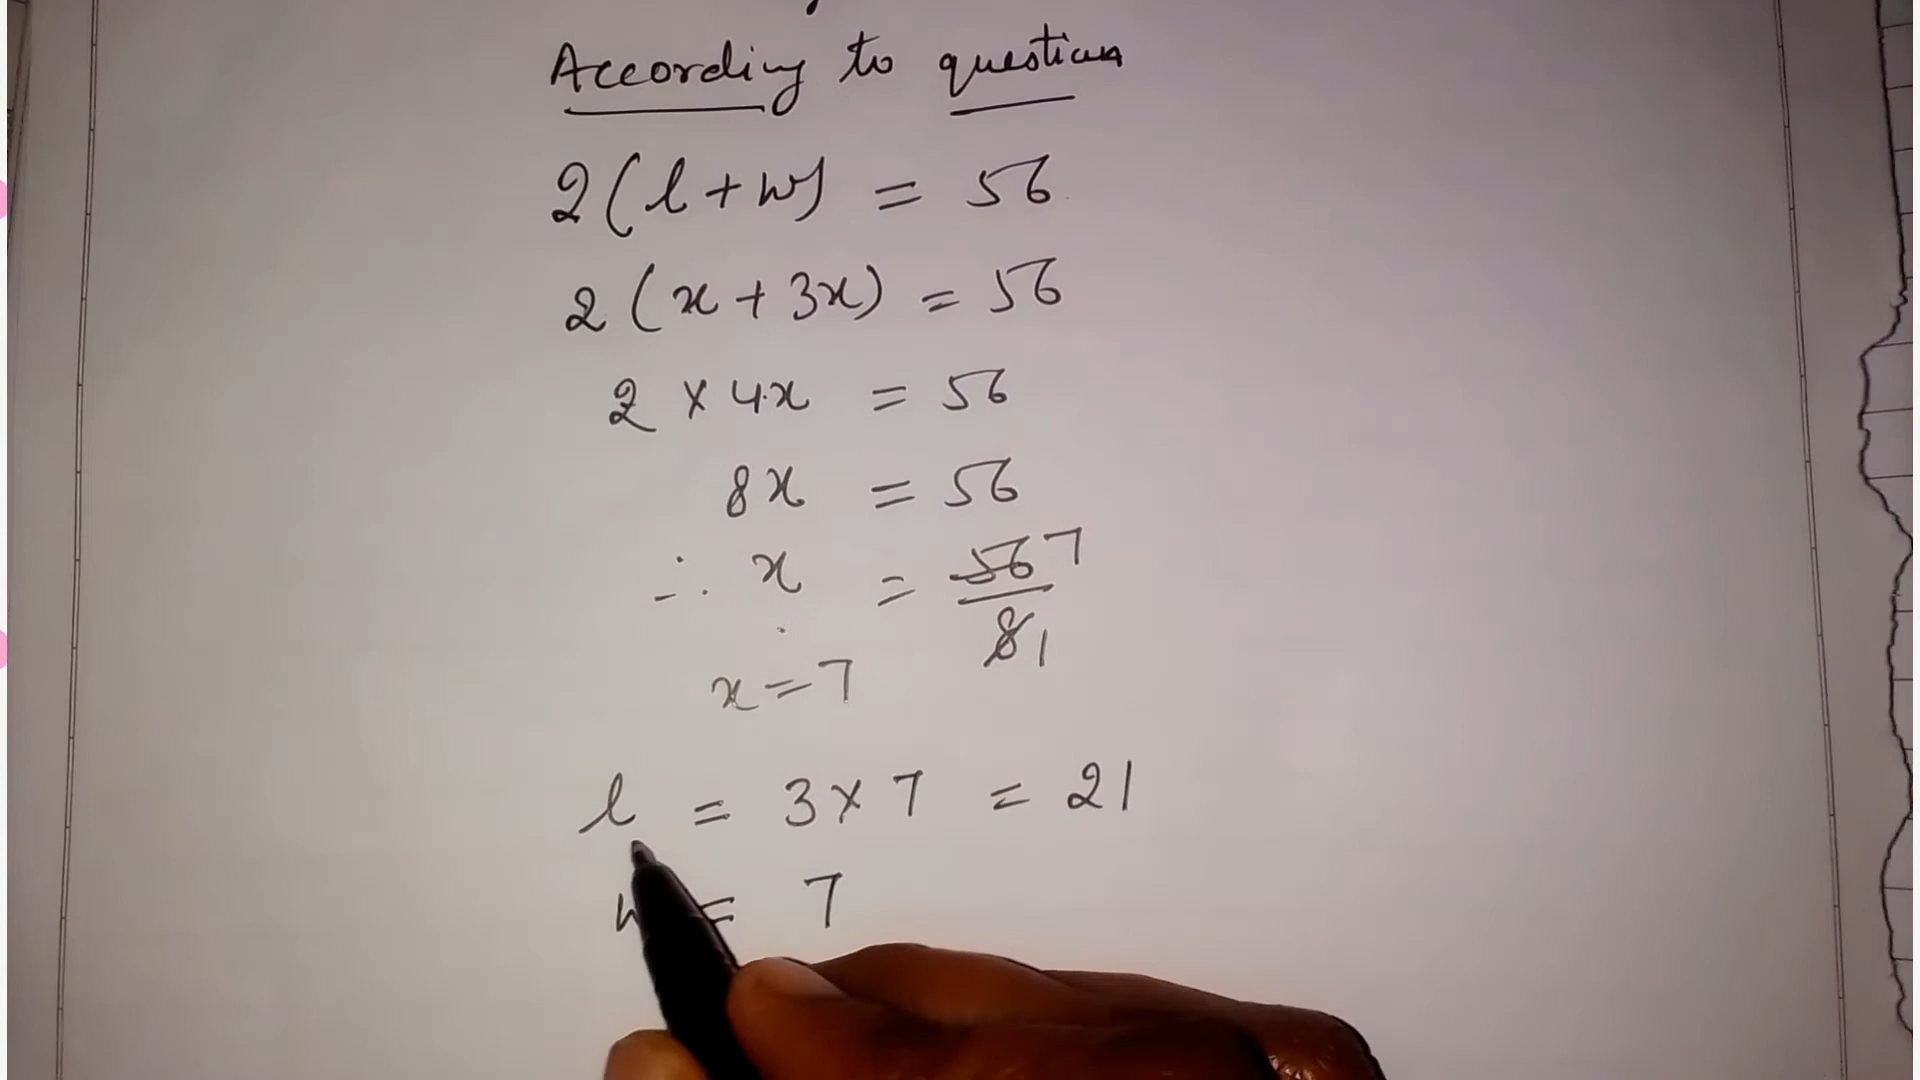 According to question
2(l+w) = 56
2(x+3x) = 56
2 × 4x = 56
8x = 56
∴ x = 56 7
8 1
x=7
l = 3×7 = 21
= 7